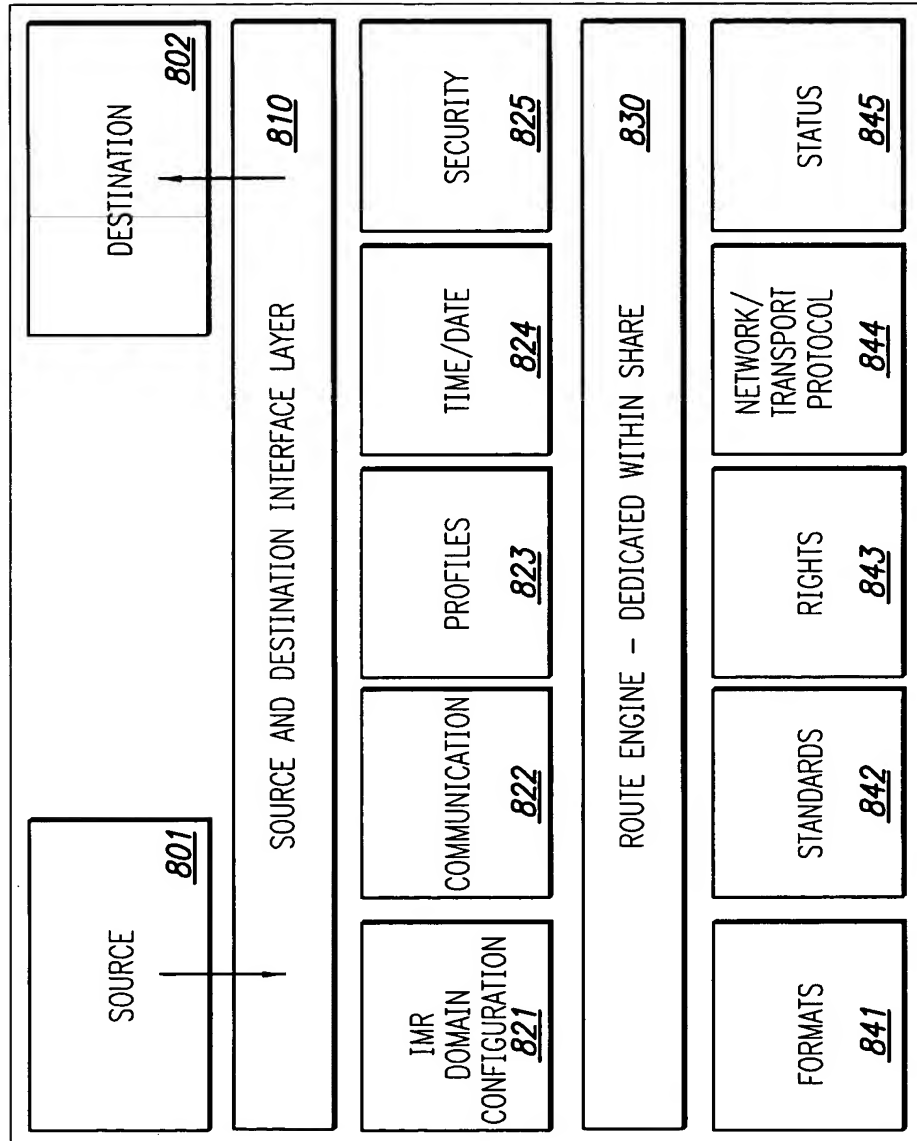 SOURCE
801
DESTINATION
802
SOURCE AND DESTINATION INTERFACE LAYER
810
IMR
DOMAIN
CONFIGURATION
821
COMMUNICATION
822
PROFILES
823
TIME/DATE
824
SECURITY
825
ROUTE ENGINE – DEDICATED WITHIN SHARE
830
FORMATS
841
STANDARDS
842
RIGHTS
843
NETWORK/
TRANSPORT
PROTOCOL
844
STATUS
845